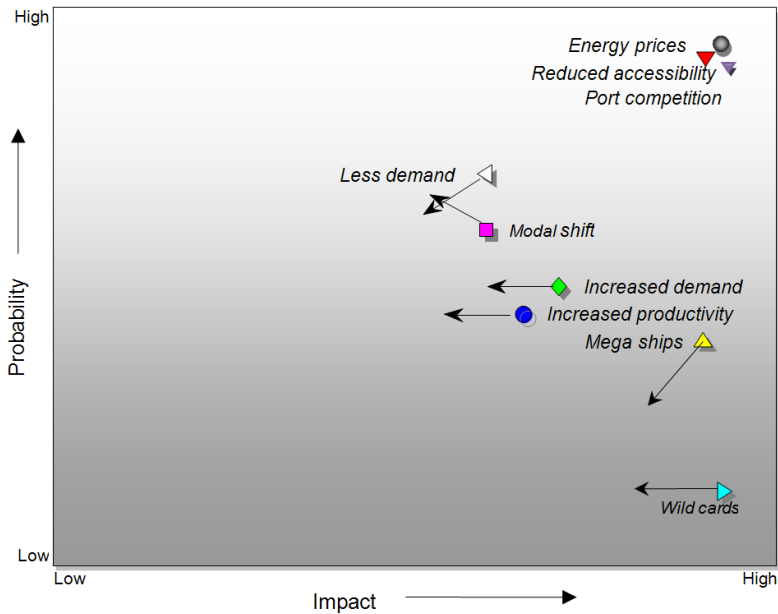 High
Energy prices
Reduced accessibility
Port competition
Less demand
Modal shift
Increased demand
Increased productivity
Mega ships
Wild cards
Probability
Low
Low
High
Impact